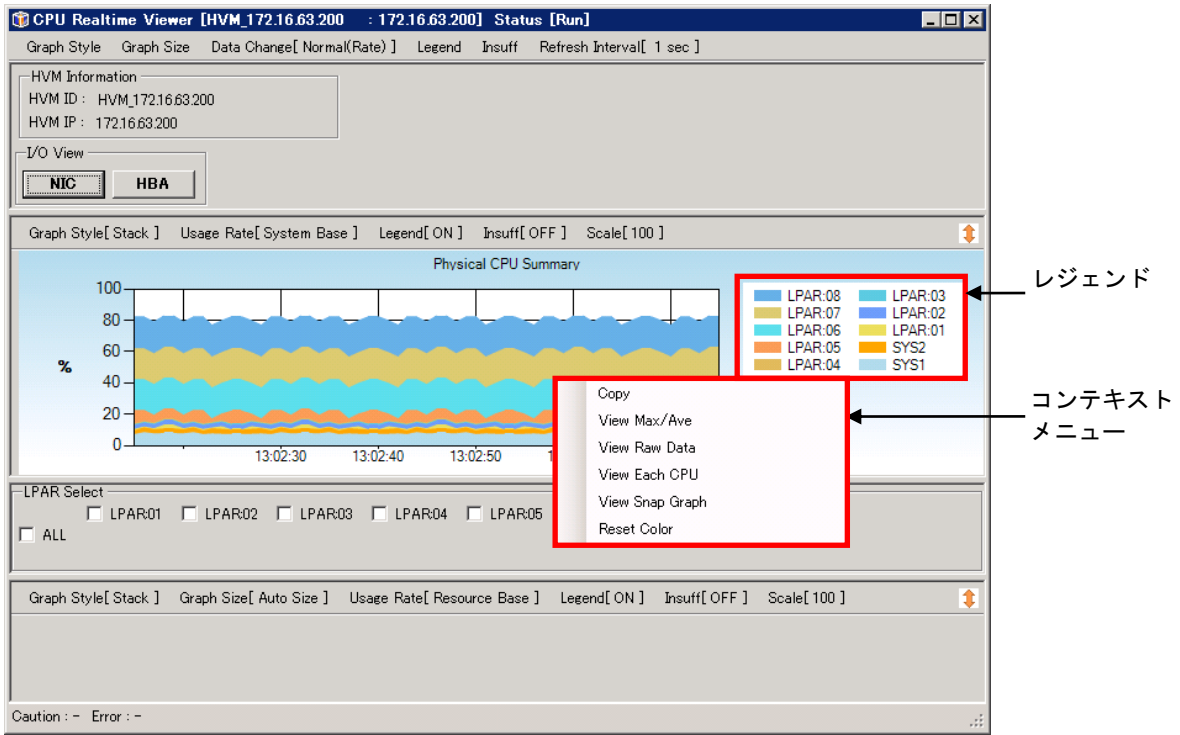 CPU Realtime Viewer [HVM_172.16.63.200 : 172.16.63.200] Status [Run]
Graph Style Graph Size Data Change[ Normal(Rate) ] Legend Insuff Refresh Interval[ 1 sec ]
HVM Information
HVM ID : HVM_172.16.63.200
HVM IP : 172.16.63.200
I/O View
NIC HBA
Graph Style[ Stack ] Usage Rate[ System Base ] Legend[ ON ] Insuff[ OFF ] Scale[ 100 ]
Physical CPU Summary
100
80
60
%
40
20
0
13:02:30 13:02:40 13:02:50 1
LPAR:08 LPAR:03
LPAR:07 LPAR:02
LPAR:06 LPAR:01
LPAR:05 SYS2
LPAR:04 SYS1
レジェンド
Copy
View Max/Ave
View Raw Data
View Each CPU
View Snap Graph
Reset Color
コンテキスト
メニュー
LPAR Select
LPAR:01 LPAR:02 LPAR:03 LPAR:04 LPAR:05
ALL
Graph Style[ Stack ] Graph Size[ Auto Size ] Usage Rate[ Resource Base ] Legend[ ON ] Insuff[ OFF ] Scale[ 100 ]
Caution : - Error : -